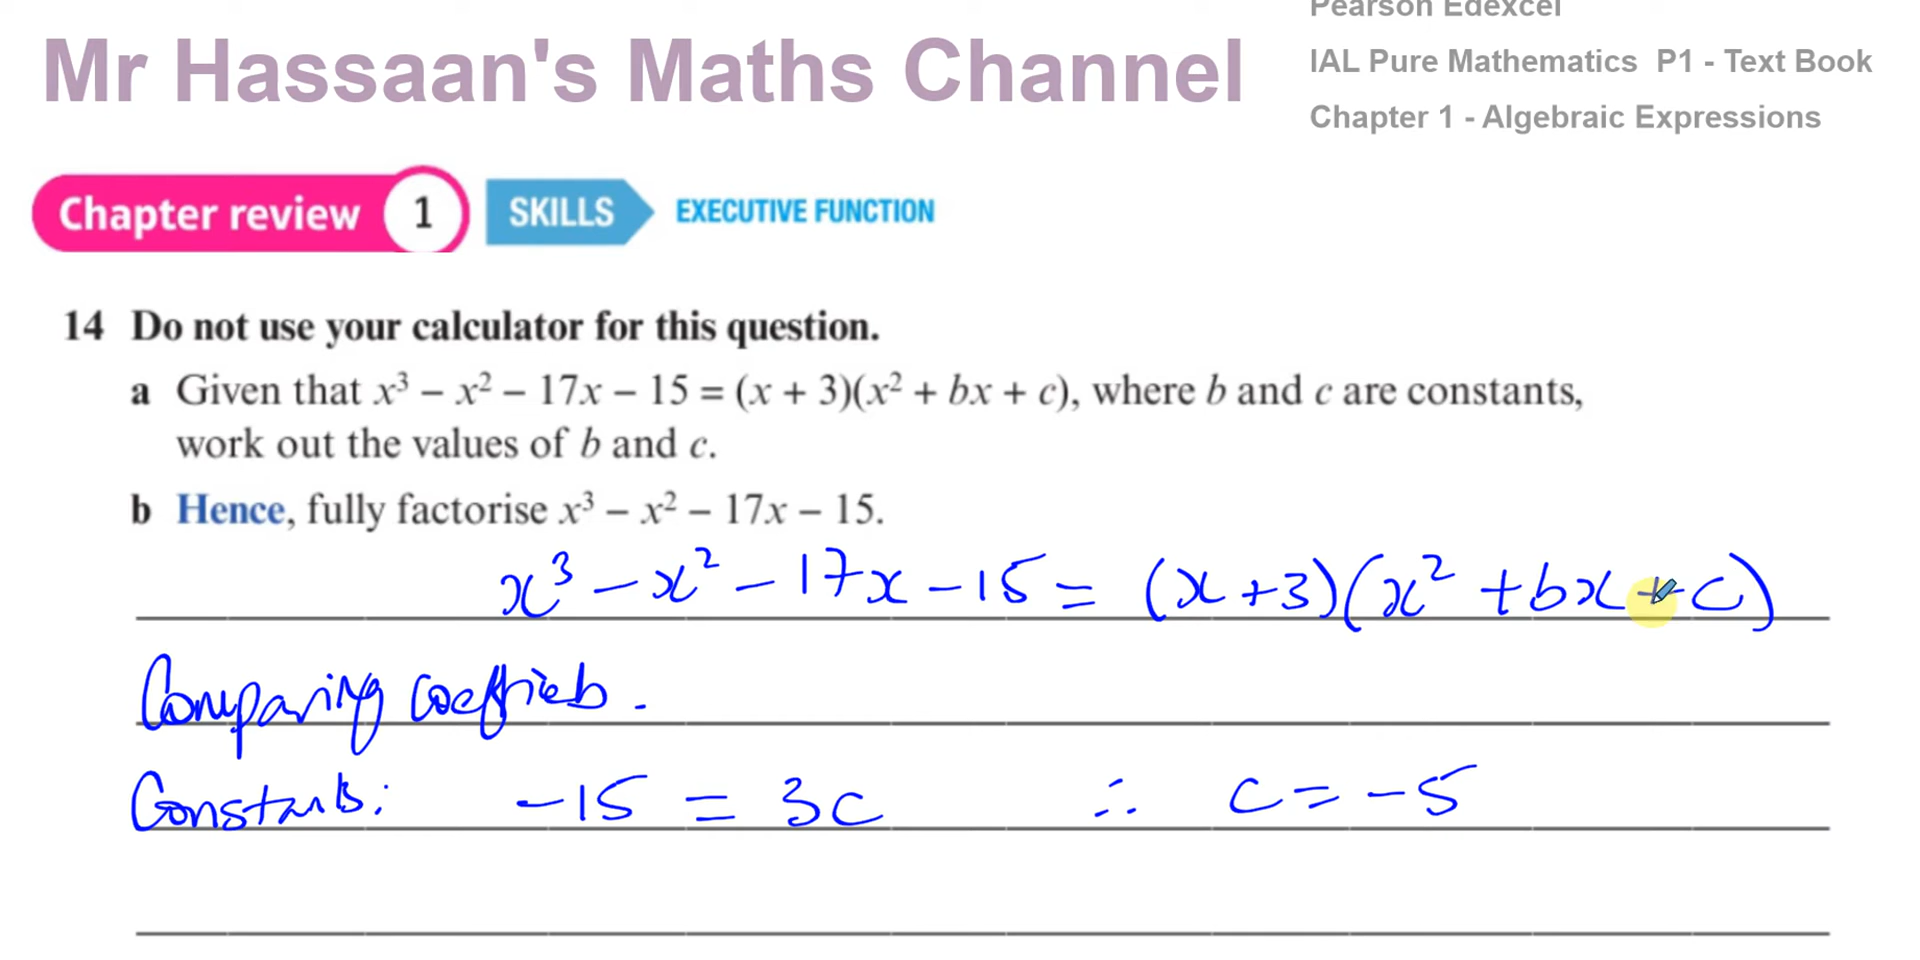 Pearson Edexcel
Mr Hassaan's Maths Channel
IAL Pure Mathematics P1 - Text Book
Chapter 1 - Algebraic Expressions
Chapter review 1 SKILLS EXECUTIVE FUNCTION
14 Do not use your calculator for this question.
a Given that x³ – x² – 17x – 15 = (x + 3)(x² + bx + c), where b and c are constants,
work out the values of b and c.
b Hence, fully factorise x³ – x² – 17x – 15.
x³ – x² – 17x – 15 = (x+3)(x² + bx + c)
Comparing
Constants: –15 = 3c ∴ c = –5